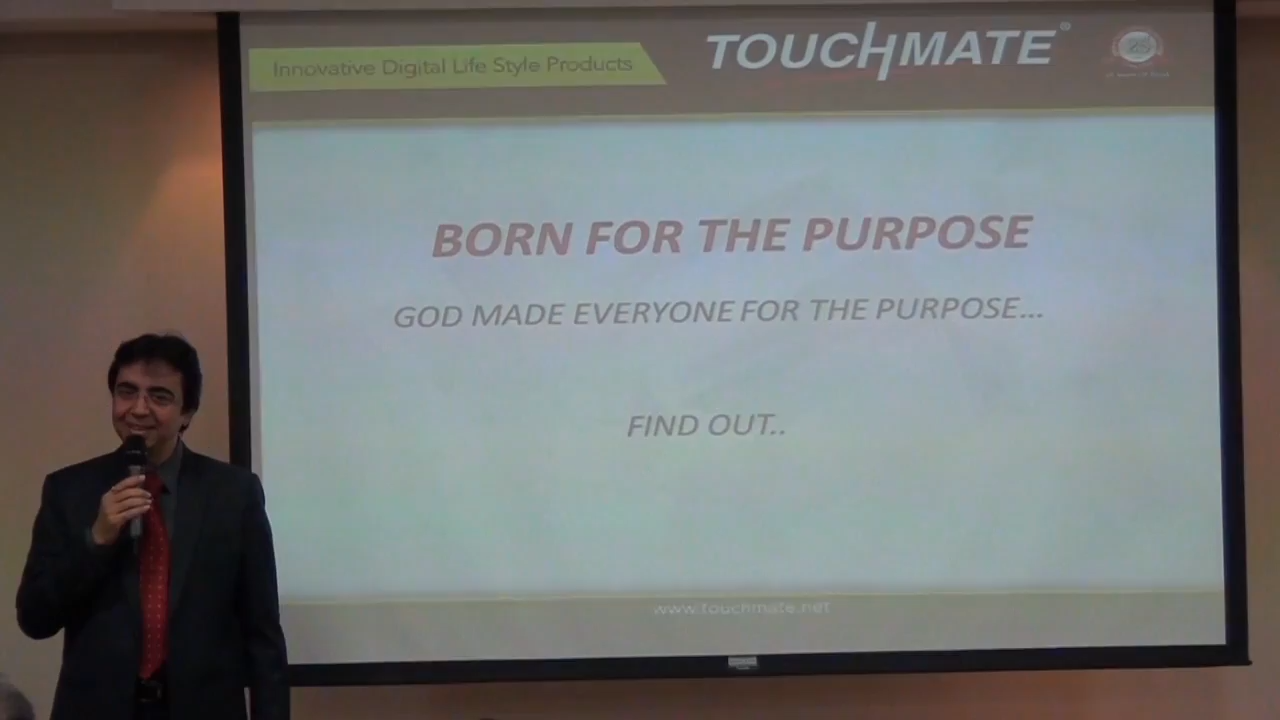 Innovative Digital Life Style Products
TOUCHMATE®
25
BORN FOR THE PURPOSE
GOD MADE EVERYONE FOR THE PURPOSE...
FIND OUT..
www.touchmate.net